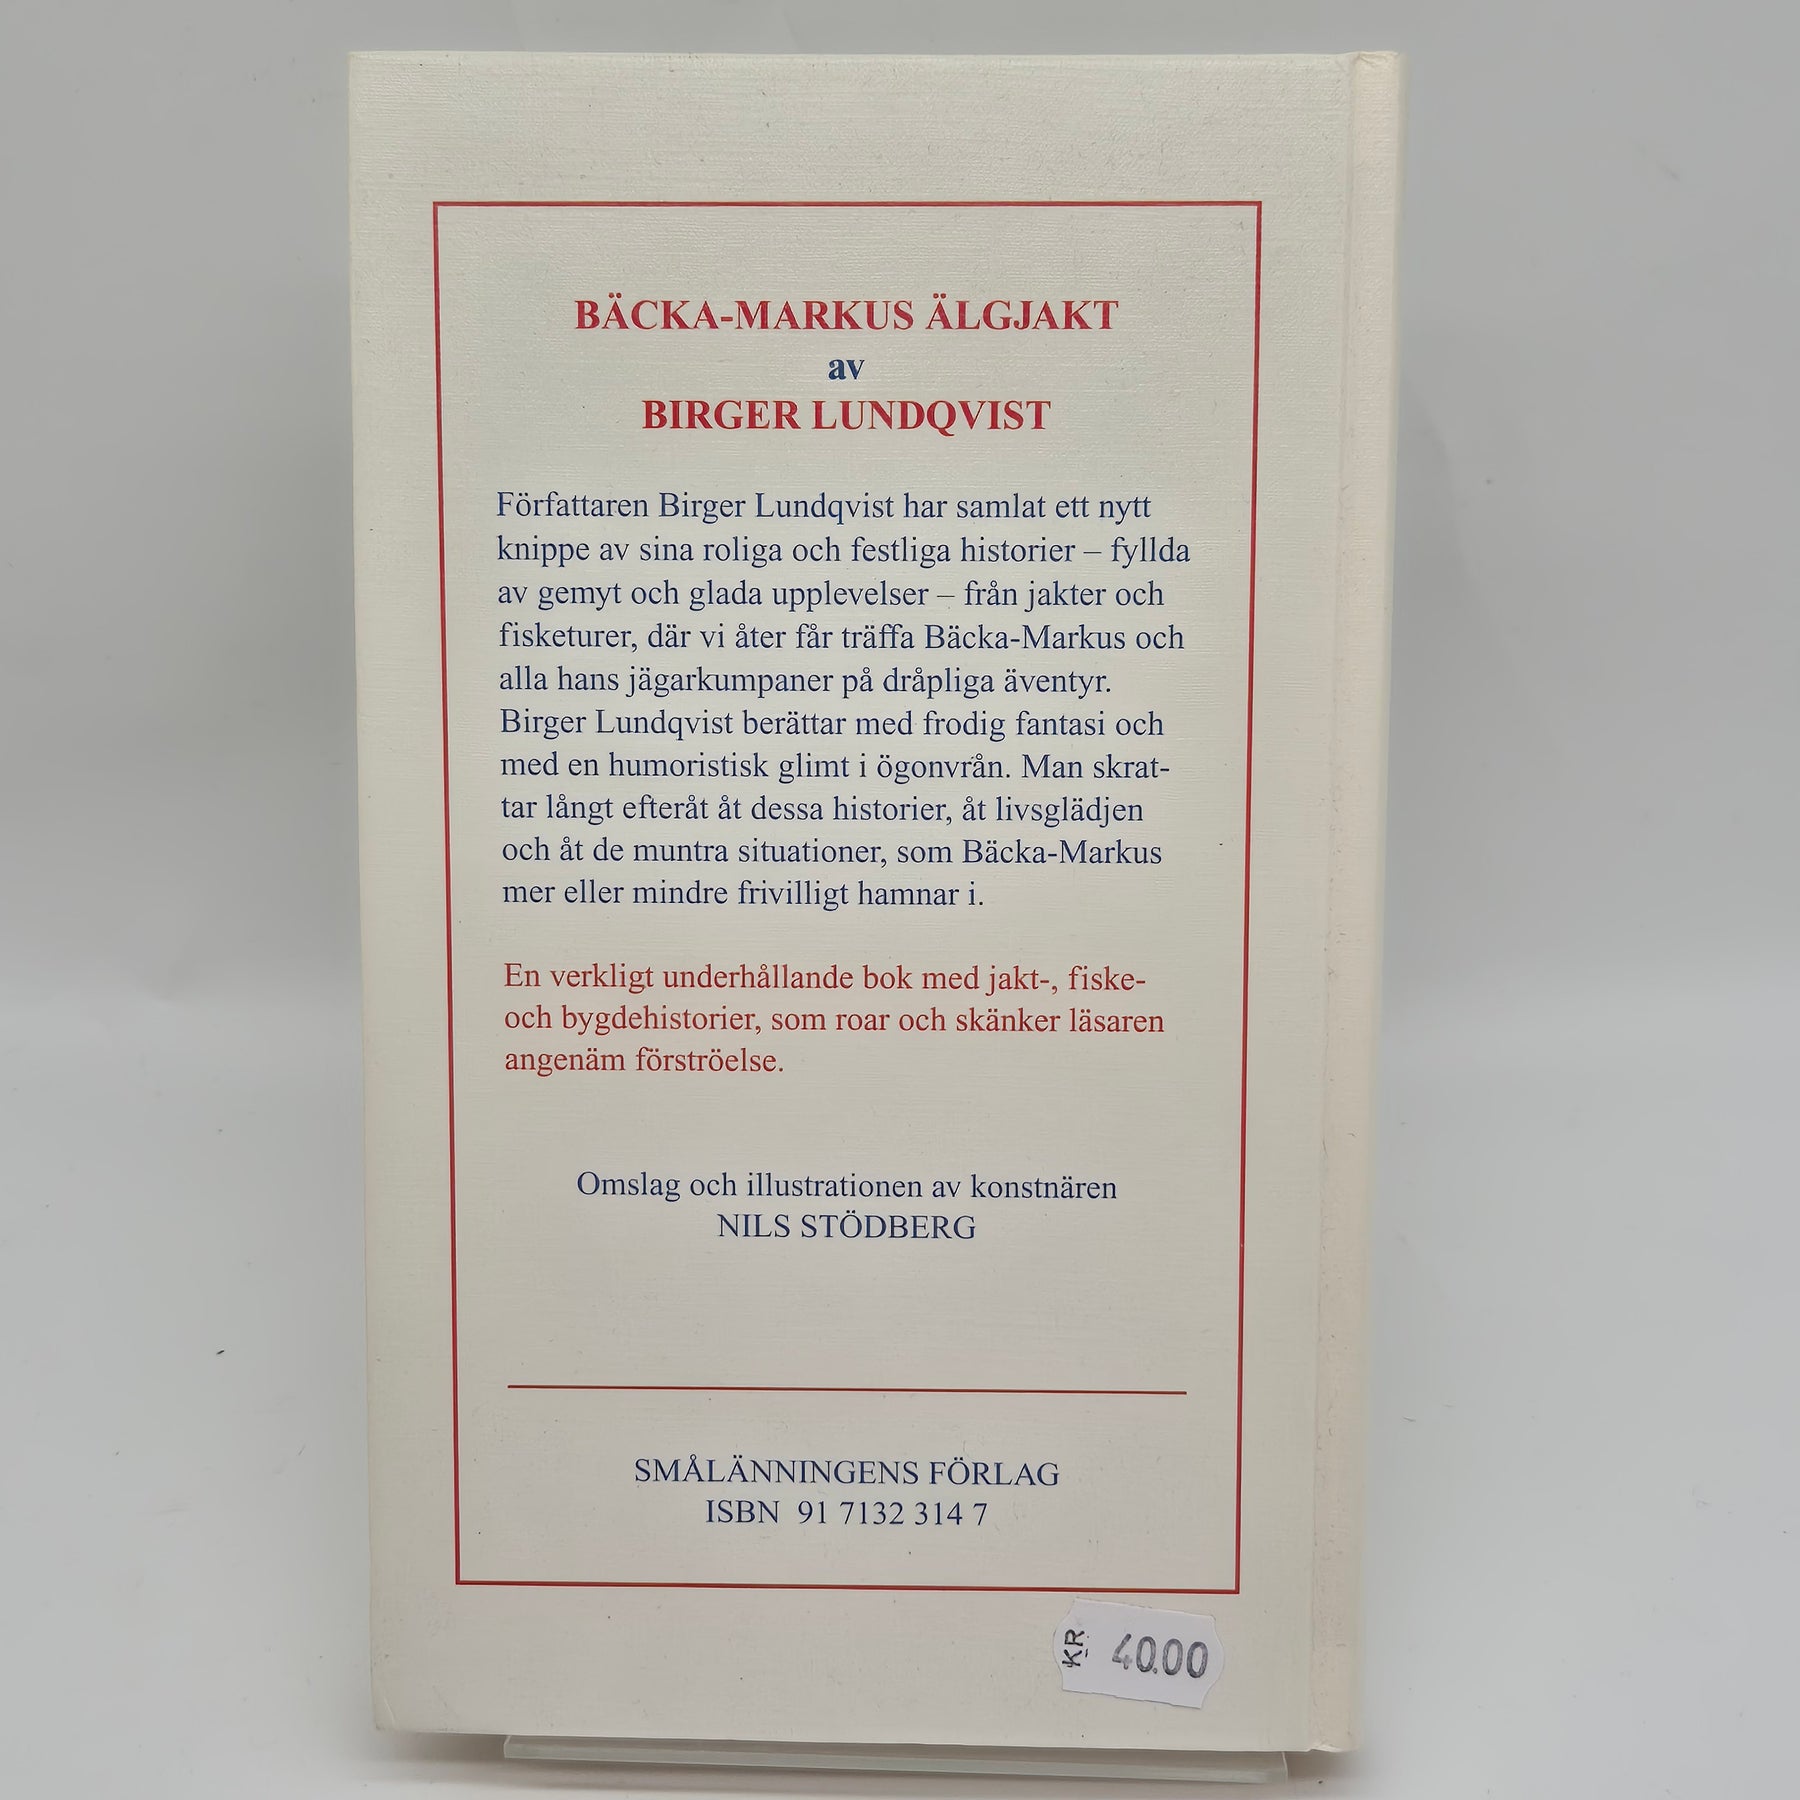 BÄCKA-MARKUS ÄLGJAKT
av
BIRGER LUNDQVIST
Författaren Birger Lundqvist har samlat ett nytt
knippe av sina roliga och festliga historier – fyllda
av gemyt och glada upplevelser – från jakter och
fisketurer, där vi åter får träffa Bäcka-Markus och
alla hans jägarkumpaner på dråpliga äventyr.
Birger Lundqvist berättar med frodig fantasi och
med en humoristisk glimt i ögonvrån. Man skrat-
tar långt efteråt åt dessa historier, åt livsglädjen
och åt de muntra situationer, som Bäcka-Markus
mer eller mindre frivilligt hamnar i.
En verkligt underhållande bok med jakt-, fiske-
och bygdehistorier, som roar och skänker läsaren
angenäm förströelse.
Omslag och illustrationen av konstnären
NILS STÖDBERG
SMÅLÄNNINGENS FÖRLAG
ISBN 91 7132 314 7
KR 40.00